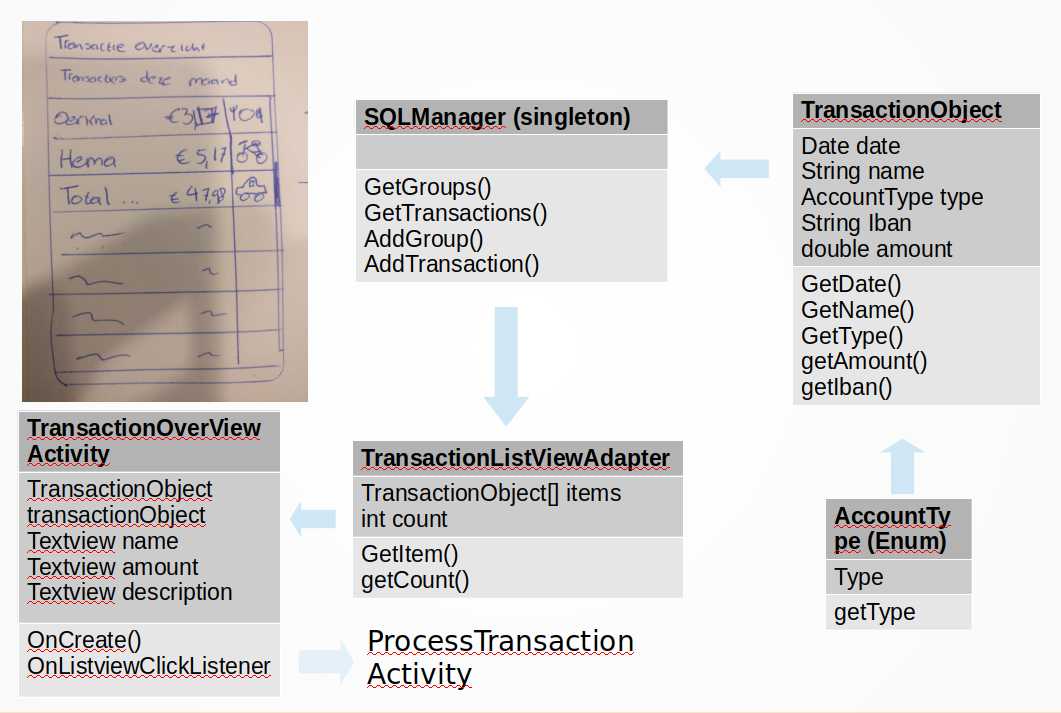 Transactie overzicht
Transacties deze maand
€3,17
Hema € 5,17
Total ... € 47,98
SQLManager (singleton)
GetGroups()
GetTransactions()
AddGroup()
AddTransaction()
TransactionObject
Date date
String name
AccountType type
String Iban
double amount
GetDate()
GetName()
GetType()
getAmount()
getIban()
TransactionOverView
Activity
TransactionObject
transactionObject
Textview name
Textview amount
Textview description
OnCreate()
OnListviewClickListener
TransactionListViewAdapter
TransactionObject[] items
int count
GetItem()
getCount()
ProcessTransaction
Activity
AccountTy
pe (Enum)
Type
getType